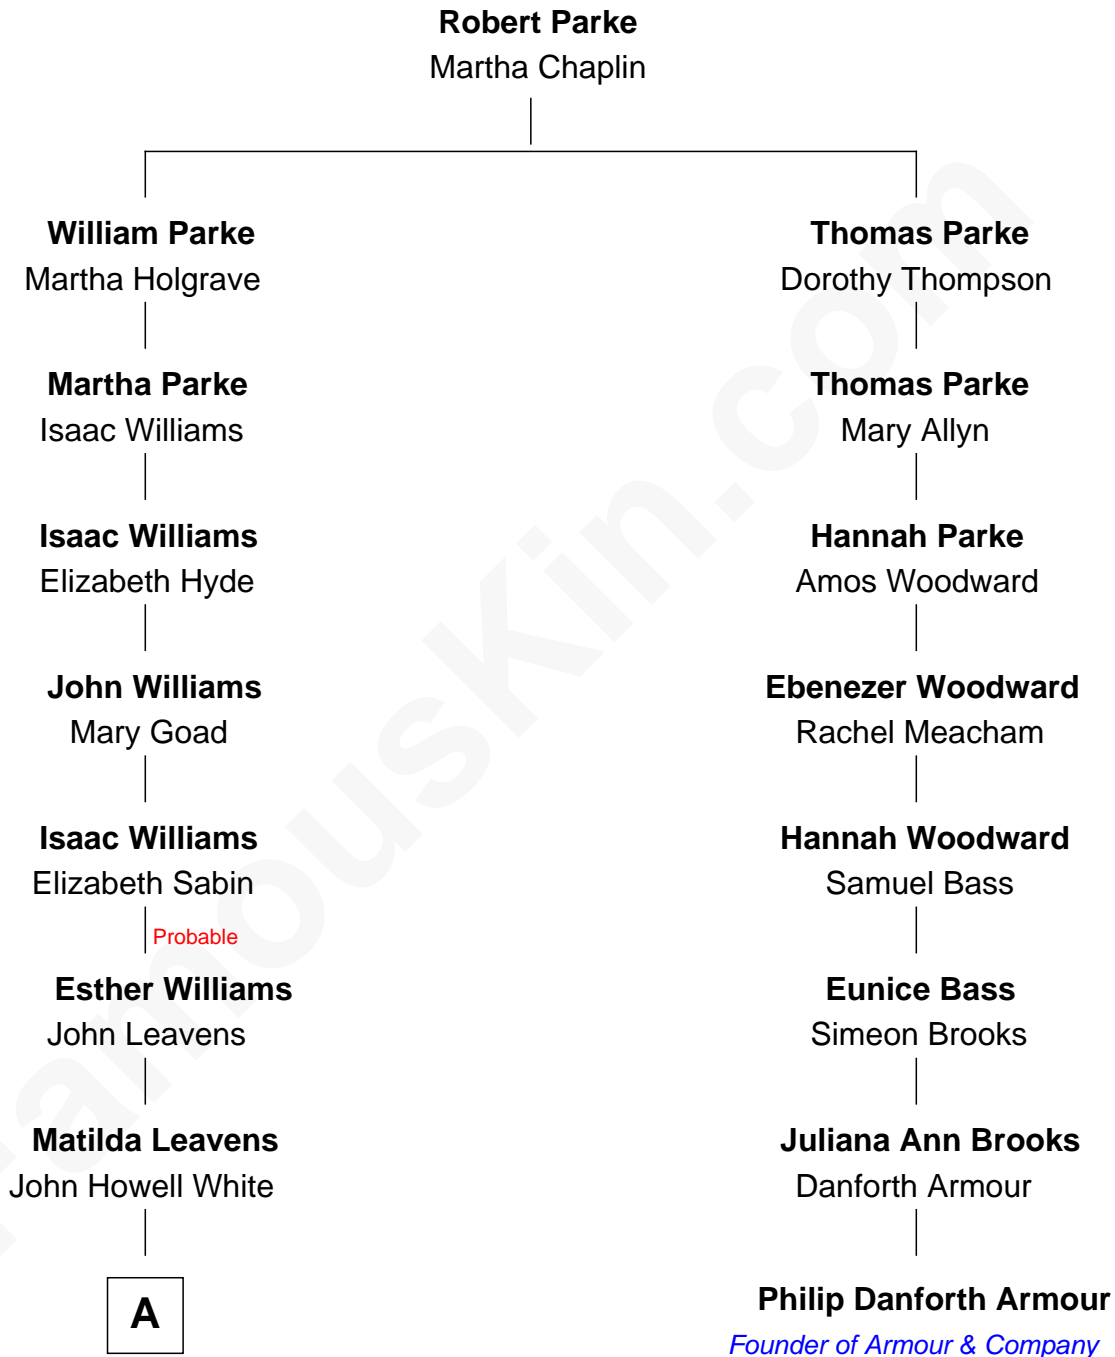 Robert Parke
Martha Chaplin
William Parke
Martha Holgrave
Thomas Parke
Dorothy Thompson
Martha Parke
Isaac Williams
Thomas Parke
Mary Allyn
Isaac Williams
Elizabeth Hyde
Hannah Parke
Amos Woodward
John Williams
Mary Goad
Ebenezer Woodward
Rachel Meacham
Isaac Williams
Elizabeth Sabin
Hannah Woodward
Samuel Bass
Probable
Esther Williams
John Leavens
Eunice Bass
Simeon Brooks
Matilda Leavens
John Howell White
Juliana Ann Brooks
Danforth Armour
A
Philip Danforth Armour
Founder of Armour & Company
FamousKin.com